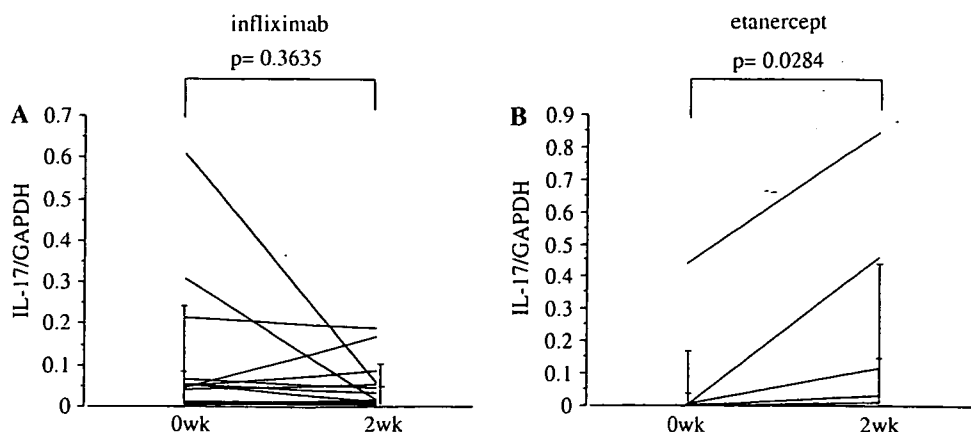 infliximab
p= 0.3635
A
0.7
0.6
0.5
0.4
0.3
0.2
0.1
0
IL-17/GAPDH
0wk
2wk
etanercept
p= 0.0284
B
0.9
0.8
0.7
0.6
0.5
0.4
0.3
0.2
0.1
0
IL-17/GAPDH
0wk
2wk